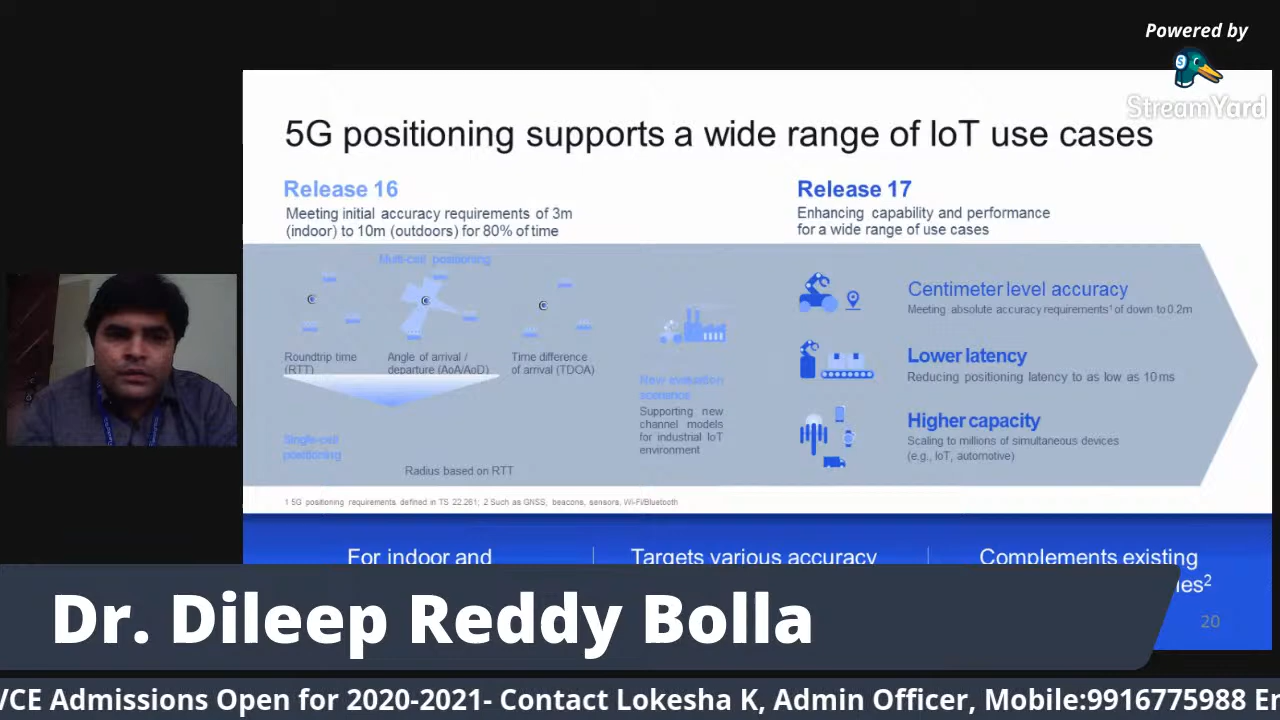 Powered by
StreamYard
5G positioning supports a wide range of IoT use cases
Release 16
Meeting initial accuracy requirements of 3m
(indoor) to 10m (outdoors) for 80% of time
Release 17
Enhancing capability and performance
for a wide range of use cases
Multi-cell positioning
Roundtrip time
(RTT)
Angle of arrival /
departure (AoA/AoD)
Time difference
of arrival (TDOA)
Single-cell
positioning
Radius based on RTT
New evaluation
scenarios
Supporting new
channel models
for industrial IoT
environment
Centimeter level accuracy
Meeting absolute accuracy requirements¹ of down to 0.2m
Lower latency
Reducing positioning latency to as low as 10 ms
Higher capacity
Scaling to millions of simultaneous devices
(e.g., IoT, automotive)
1 5G positioning requirements defined in TS 22.261; 2 Such as GNSS, beacons, sensors, Wi-Fi/Bluetooth
For indoor and
Targets various accuracy
Complements existing
20
Dr. Dileep Reddy Bolla
VCE Admissions Open for 2020-2021- Contact Lokesha K, Admin Officer, Mobile:9916775988